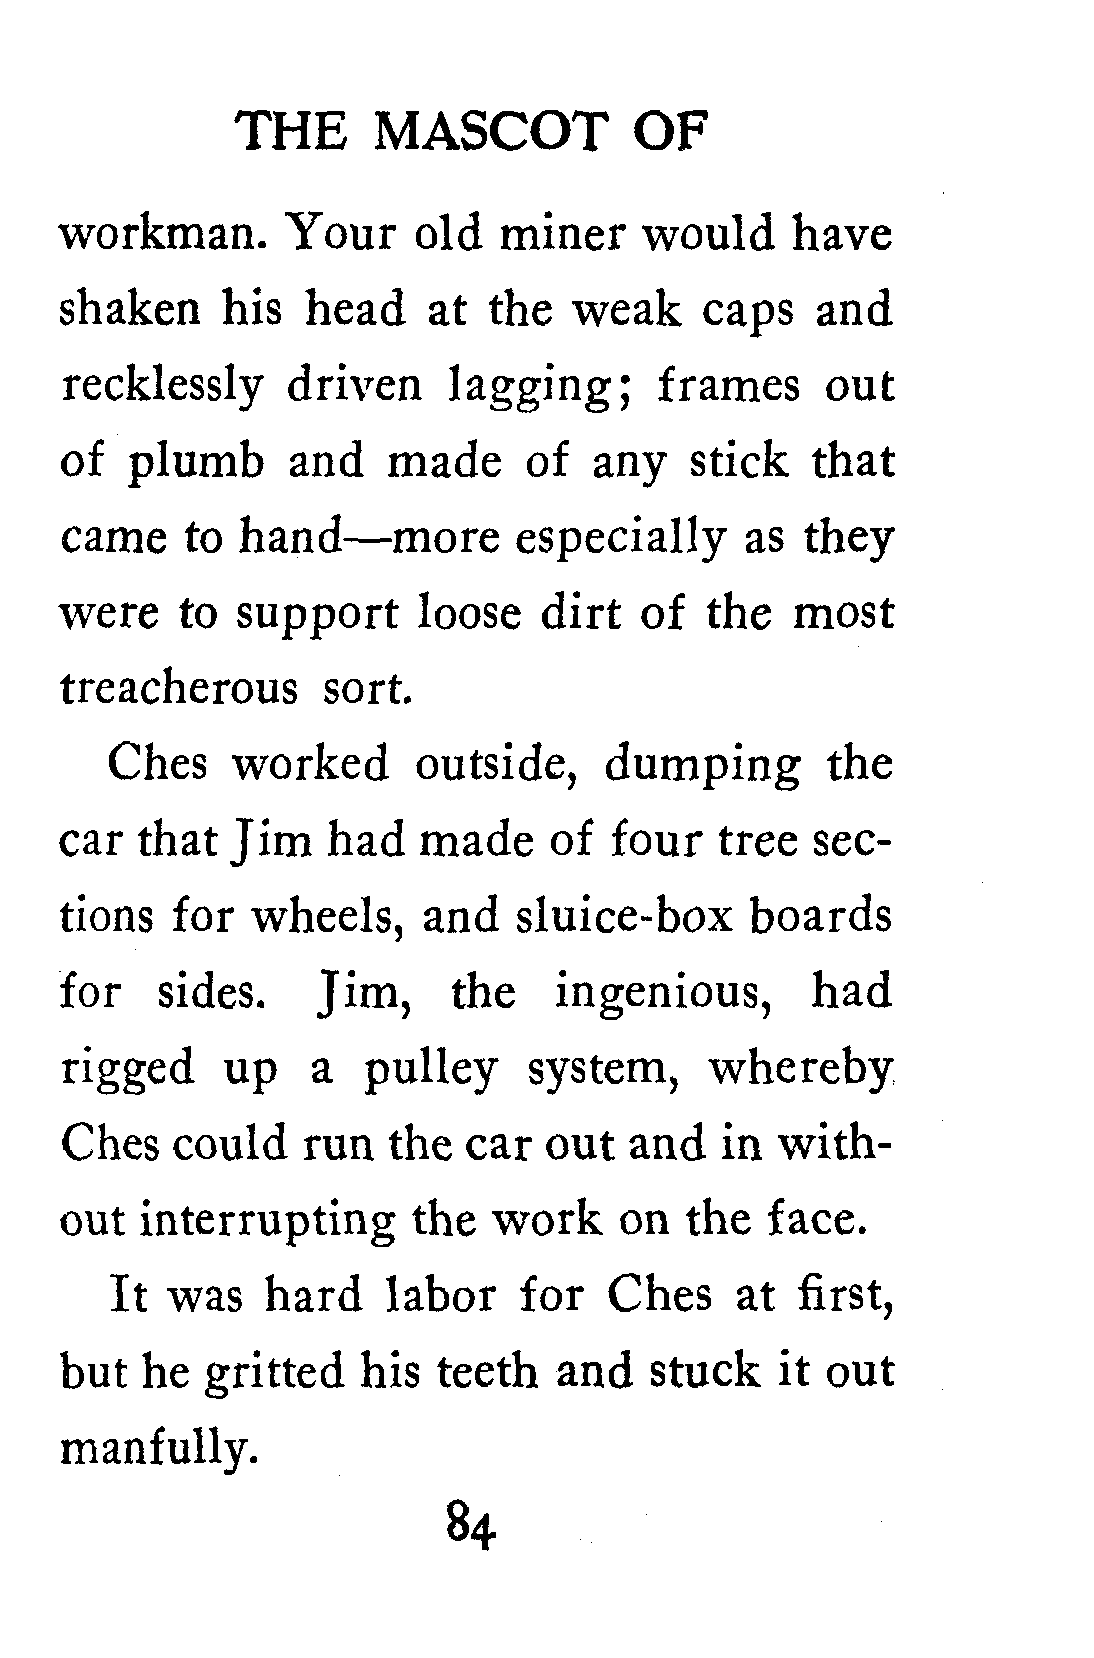 THE MASCOT OF
workman. Your old miner would have
shaken his head at the weak caps and
recklessly driven lagging; frames out
of plumb and made of any stick that
came to hand—more especially as they
were to support loose dirt of the most
treacherous sort.
Ches worked outside, dumping the
car that Jim had made of four tree sec-
tions for wheels, and sluice-box boards
for sides. Jim, the ingenious, had
rigged up a pulley system, whereby
Ches could run the car out and in with-
out interrupting the work on the face.
It was hard labor for Ches at first,
but he gritted his teeth and stuck it out
manfully.
84